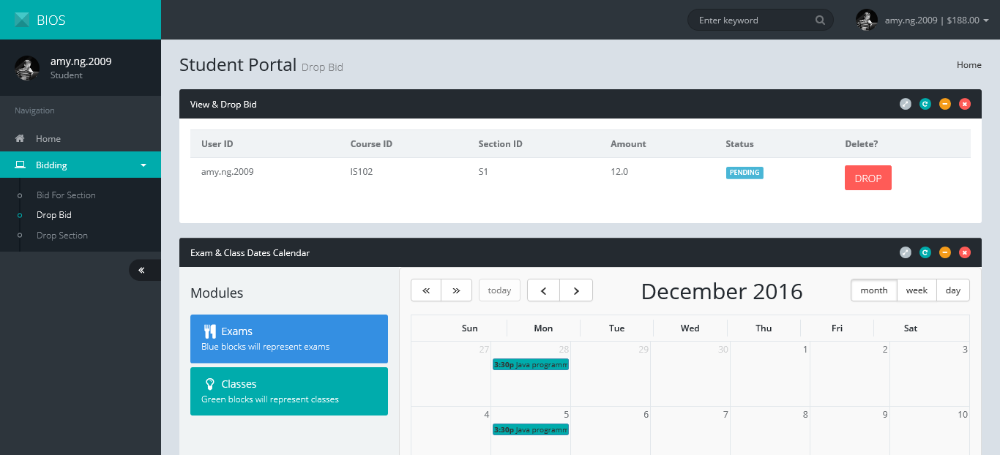 BIOS
Enter keyword
amy.ng.2009 | $188.00
amy.ng.2009
Student
Navigation
Home
Bidding
Bid For Section
Drop Bid
Drop Section
Student Portal Drop Bid
Home
View & Drop Bid
User ID Course ID Section ID Amount Status Delete?
amy.ng.2009 IS102 S1 12.0 PENDING DROP
Exam & Class Dates Calendar
Modules
Exams
Blue blocks will represent exams
Classes
Green blocks will represent classes
« » today < > December 2016 month week day
Sun Mon Tue Wed Thu Fri Sat
27 28 29 30 1 2 3
3:30p Java programm
4 5 6 7 8 9 10
3:30p Java programm